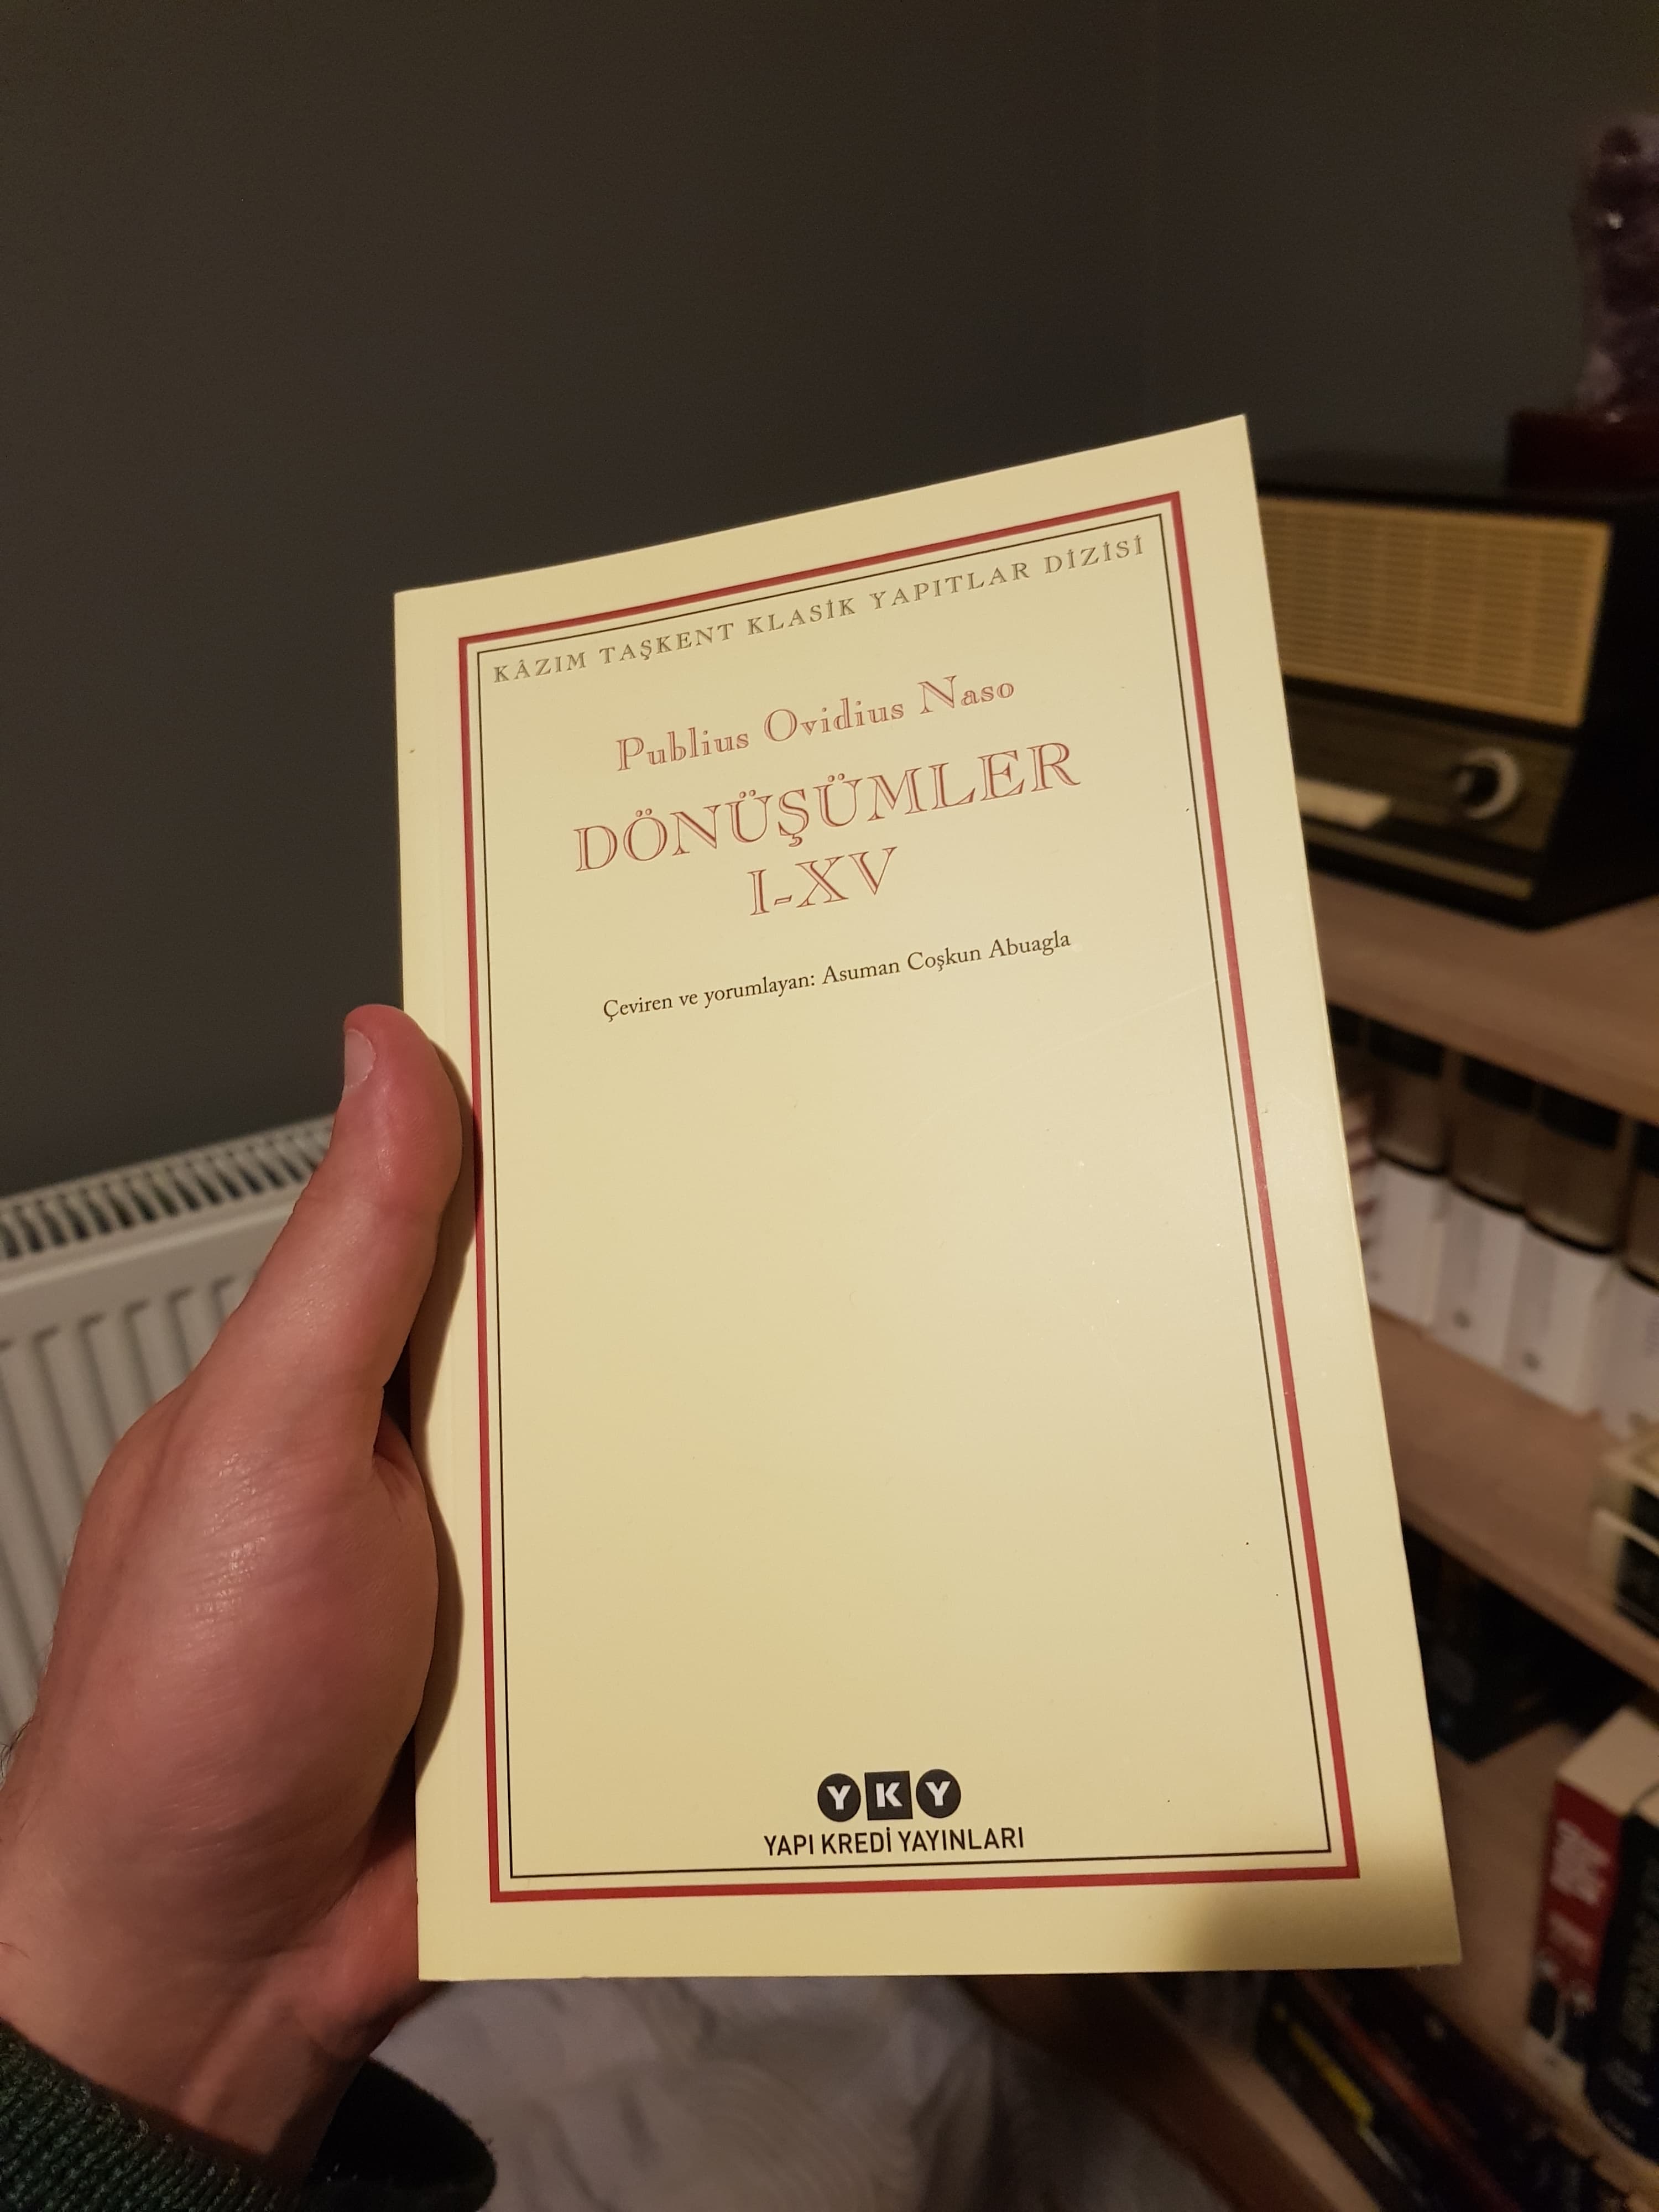 KÂZIM TAŞKENT KLASİK YAPITLAR DİZİSİ
Publius Ovidius Naso
DÖNÜŞÜMLER
I-XV
Çeviren ve yorumlayan: Asuman Coşkun Abuagla
YKY
YAPI KREDİ YAYINLARI